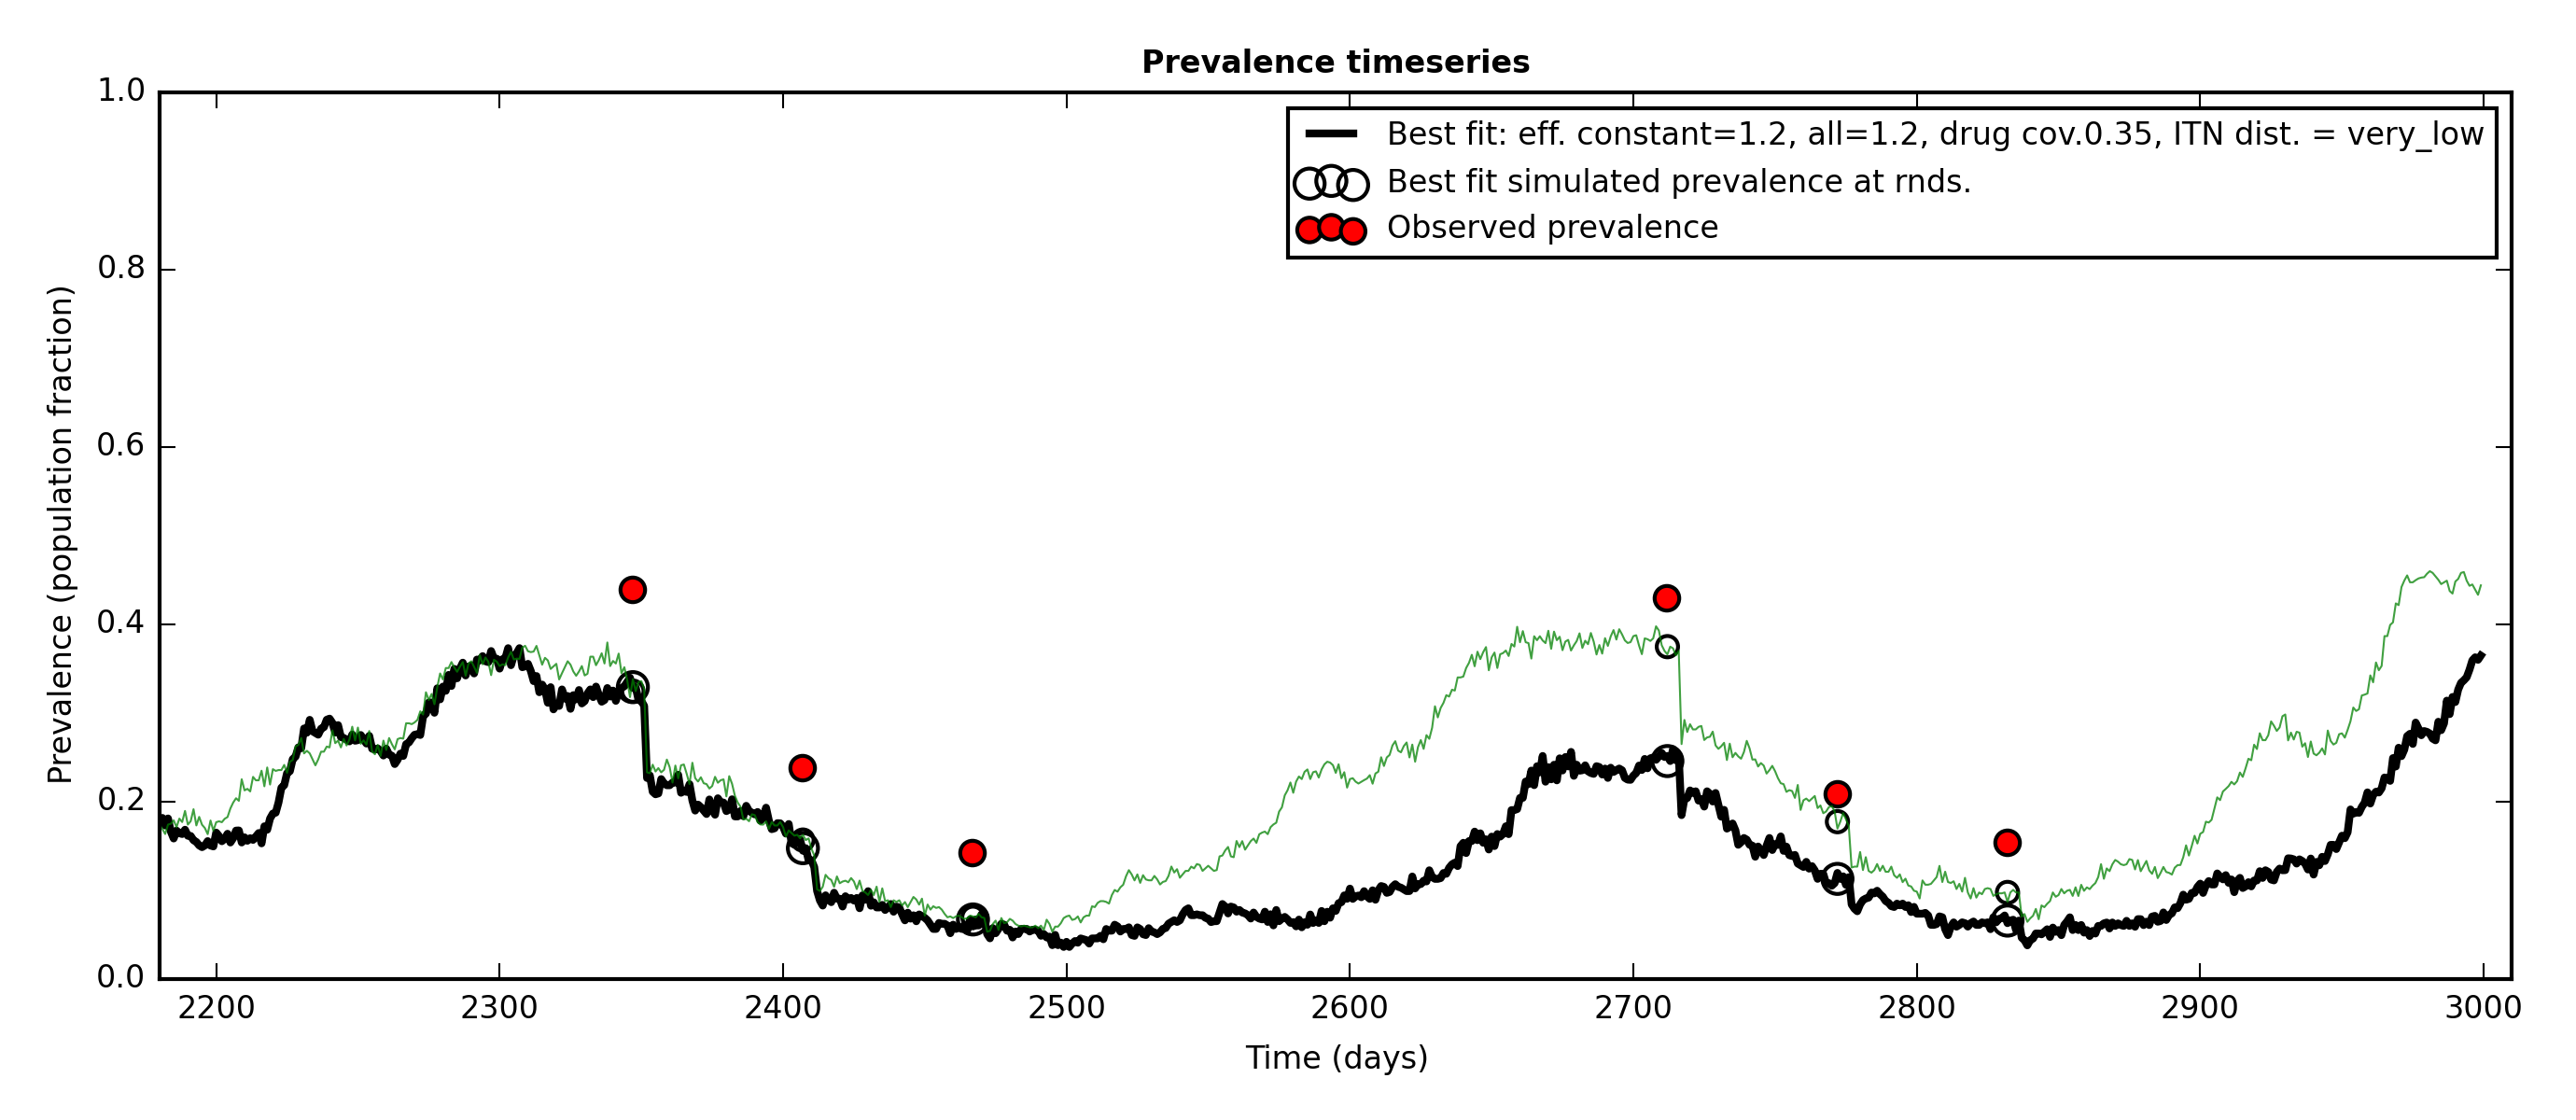 Prevalence timeseries
1.0
0.8
0.6
0.4
0.2
0.0
Prevalence (population fraction)
Best fit: eff. constant=1.2, all=1.2, drug cov.0.35, ITN dist. = very_low
Best fit simulated prevalence at rnds.
Observed prevalence
2200 2300 2400 2500 2600 2700 2800 2900 3000
Time (days)